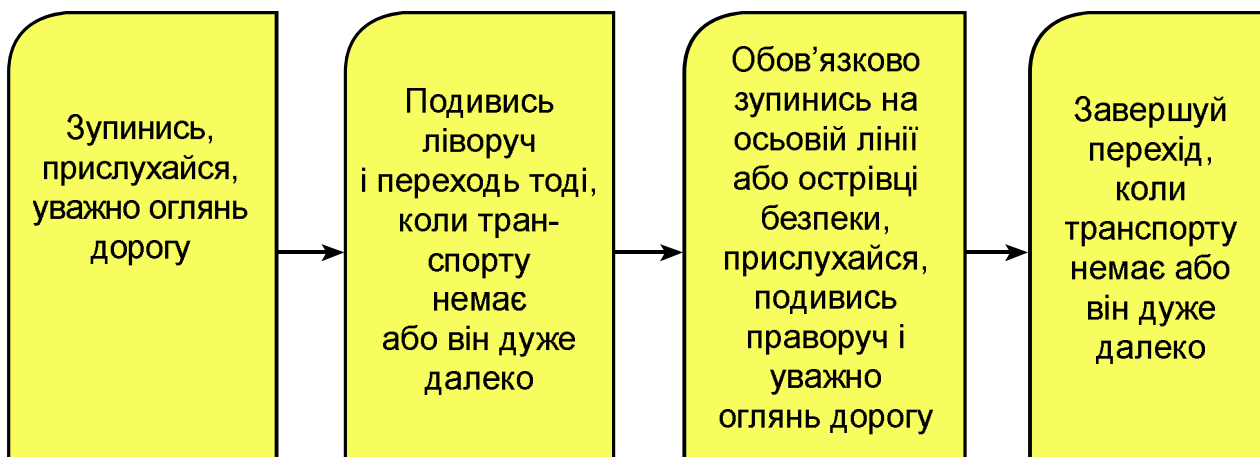 Зупинись,
прислухайся,
уважно оглянь
дорогу
Подивись
ліворуч
і переходь тоді,
коли тран-
спорту
немає
або він дуже
далеко
Обов’язково
зупинись на
осьовій лінії
або острівці
безпеки,
прислухайся,
подивись
праворуч і
уважно
оглянь дорогу
Завершуй
перехід,
коли
транспорту
немає або
він дуже
далеко